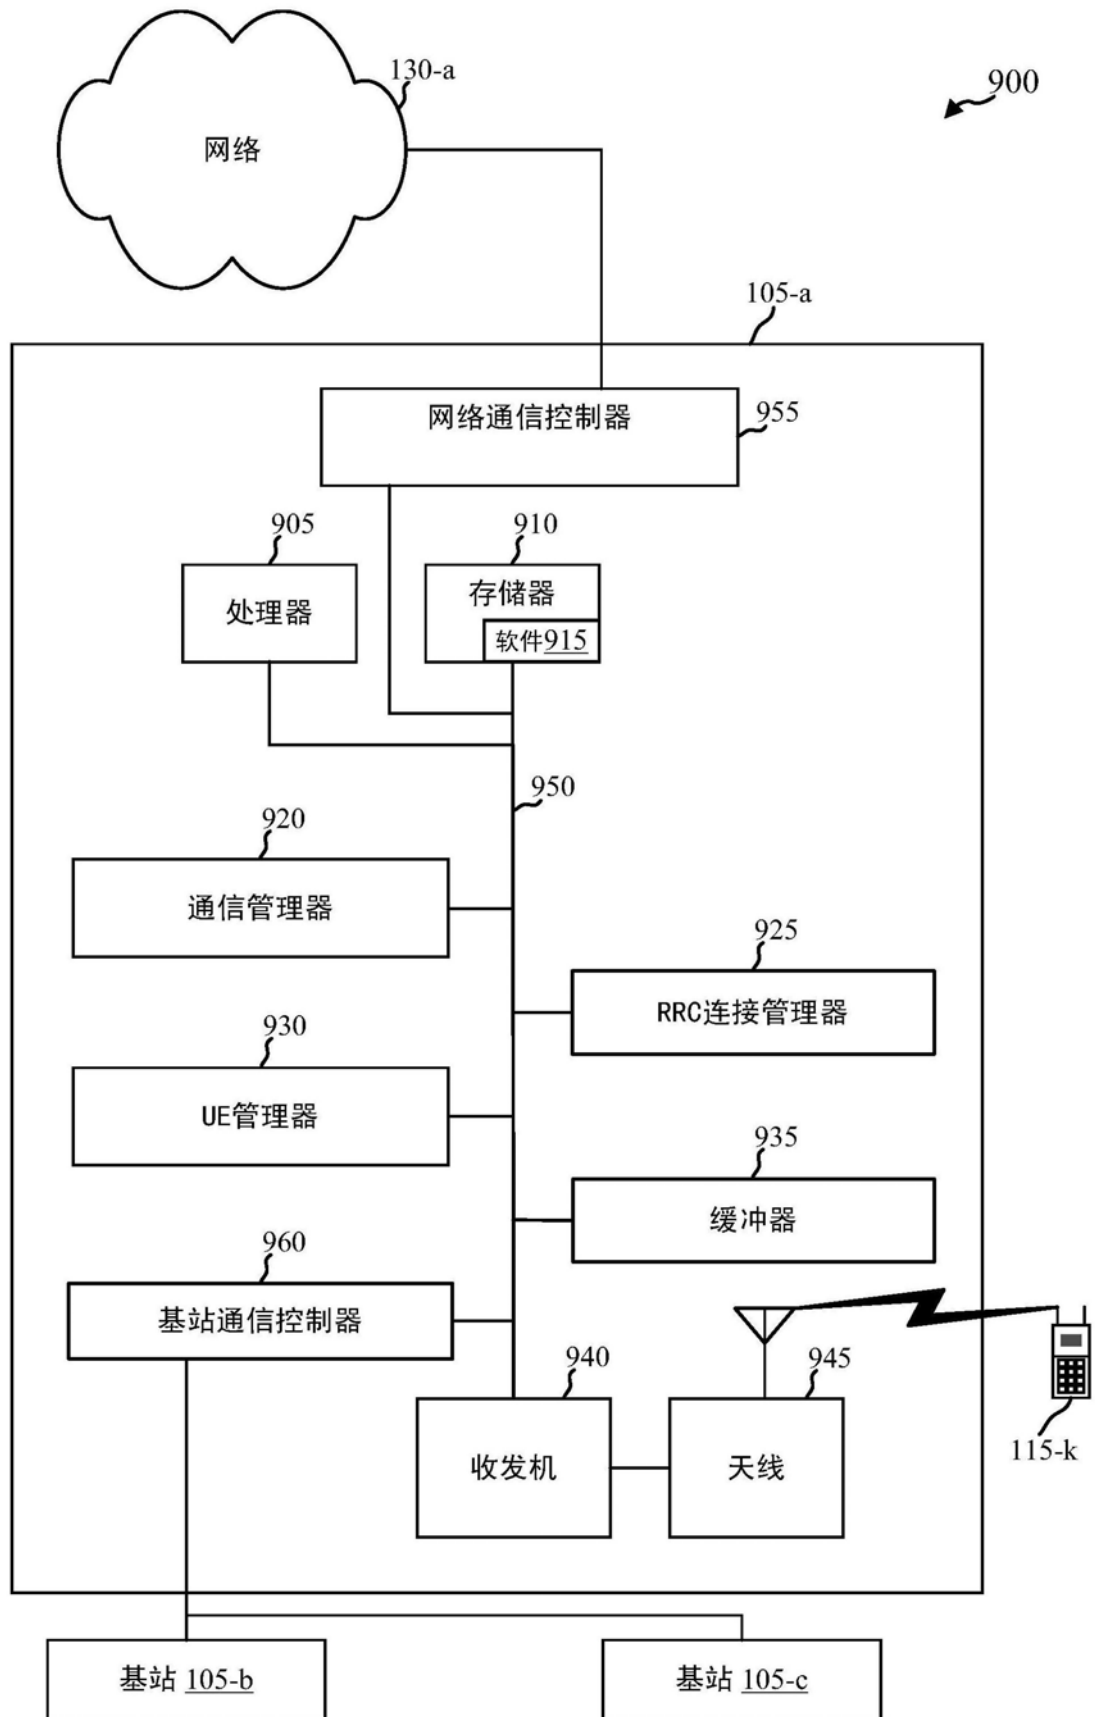 130-a
900
网络
105-a
网络通信控制器
955
905
910
处理器
存储器
软件915
950
920
通信管理器
925
RRC连接管理器
930
UE管理器
935
缓冲器
960
基站通信控制器
940
945
收发机
天线
115-k
基站 105-b
基站 105-c